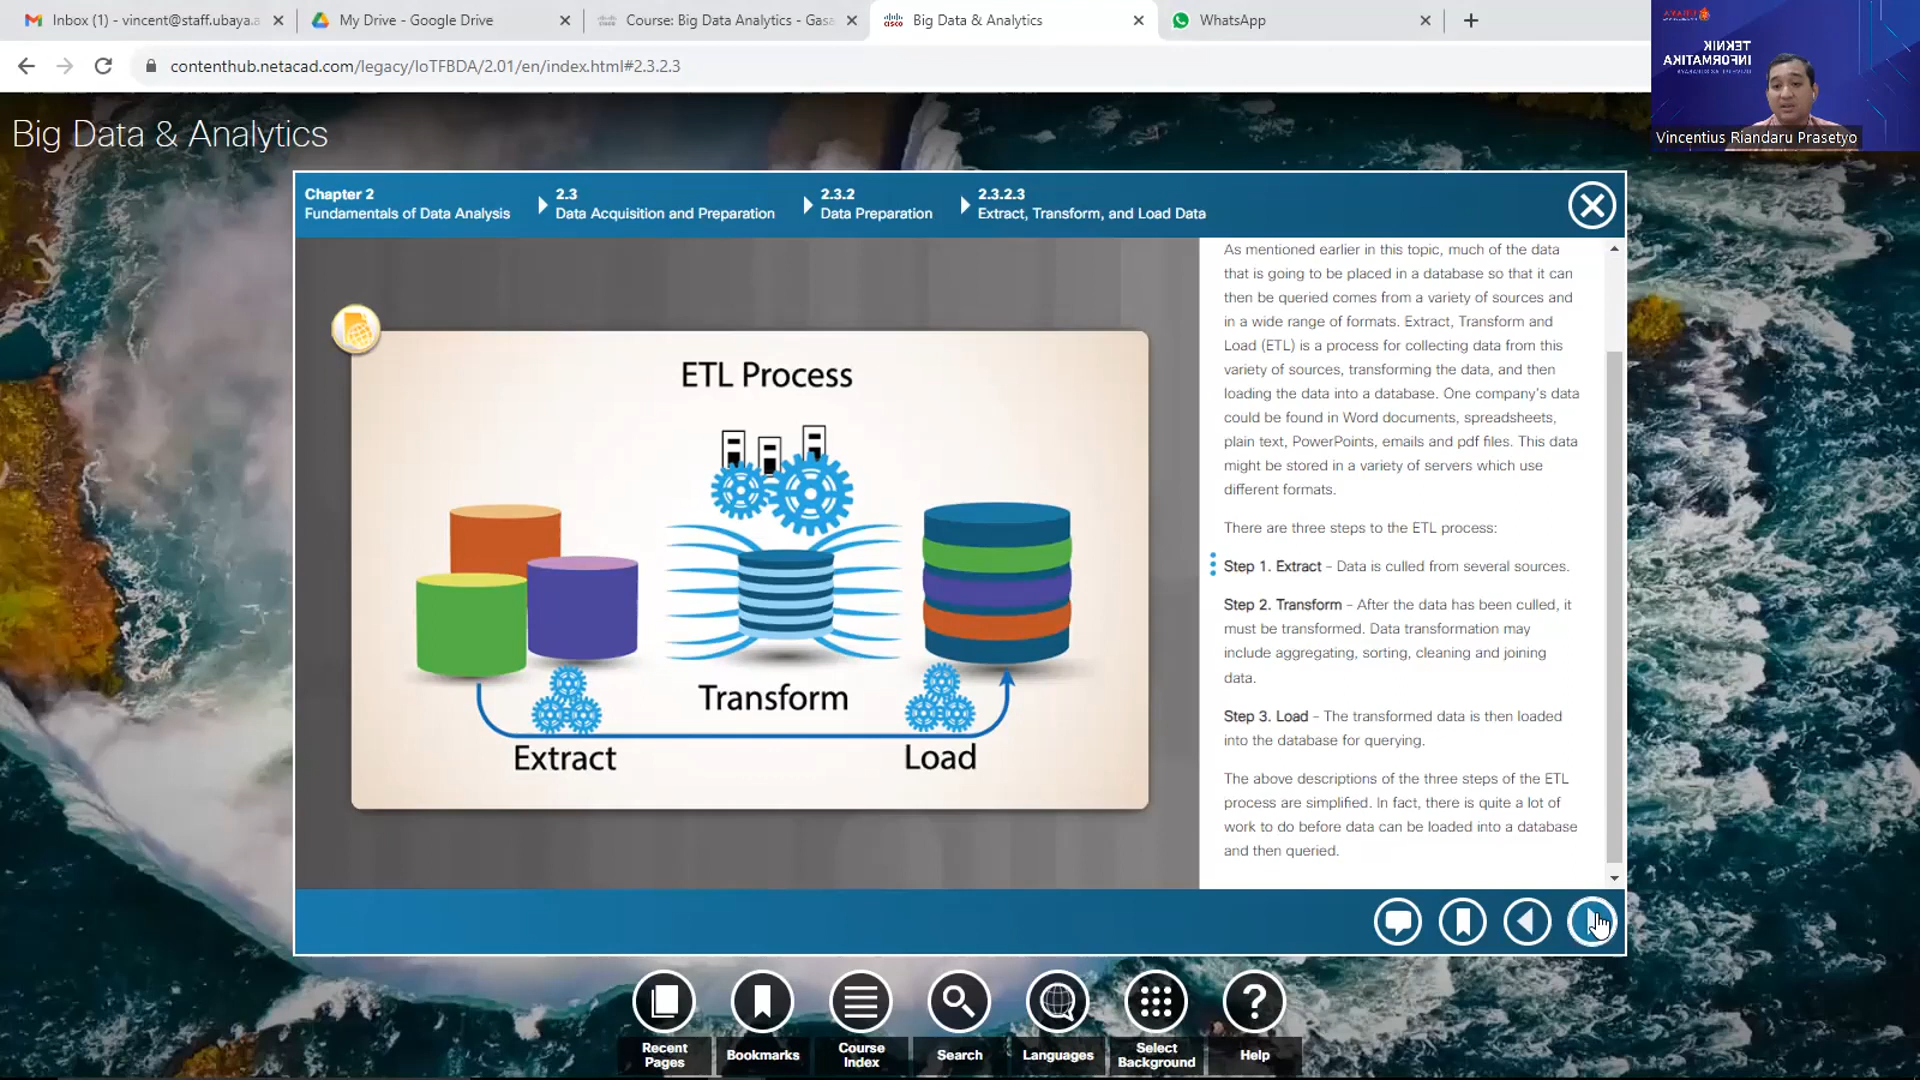 Inbox (1) - vincent@staff.ubaya.a
My Drive - Google Drive
Course: Big Data Analytics - Gasa
Big Data & Analytics
WhatsApp
contenthub.netacad.com/legacy/IoTFBDA/2.01/en/index.html#2.3.2.3
TEKNIK
INFORMATIKA
Vincentius Riandaru Prasetyo
Big Data & Analytics
Chapter 2
Fundamentals of Data Analysis
2.3
Data Acquisition and Preparation
2.3.2
Data Preparation
2.3.2.3
Extract, Transform, and Load Data
ETL Process
Transform
Extract
Load
As mentioned earlier in this topic, much of the data
that is going to be placed in a database so that it can
then be queried comes from a variety of sources and
in a wide range of formats. Extract, Transform and
Load (ETL) is a process for collecting data from this
variety of sources, transforming the data, and then
loading the data into a database. One company's data
could be found in Word documents, spreadsheets,
plain text, PowerPoints, emails and pdf files. This data
might be stored in a variety of servers which use
different formats.
There are three steps to the ETL process:
Step 1. Extract - Data is culled from several sources.
Step 2. Transform - After the data has been culled, it
must be transformed. Data transformation may
include aggregating, sorting, cleaning and joining
data.
Step 3. Load - The transformed data is then loaded
into the database for querying.
The above descriptions of the three steps of the ETL
process are simplified. In fact, there is quite a lot of
work to do before data can be loaded into a database
and then queried.
Recent
Pages
Bookmarks
Course
Index
Search
Languages
Select
Background
Help